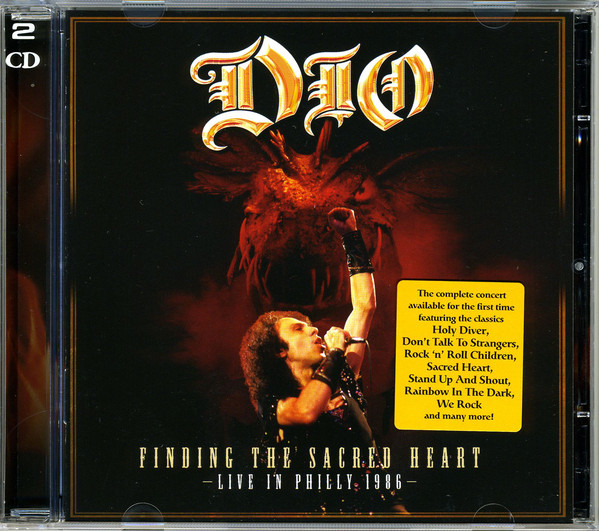 2
CD
DIO
The complete concert
available for the first time
featuring the classics
Holy Diver,
Don't Talk To Strangers,
Rock 'n' Roll Children,
Sacred Heart,
Stand Up And Shout,
Rainbow In The Dark,
We Rock
and many more!
FINDING THE SACRED HEART
—LIVE IN PHILLY 1986—